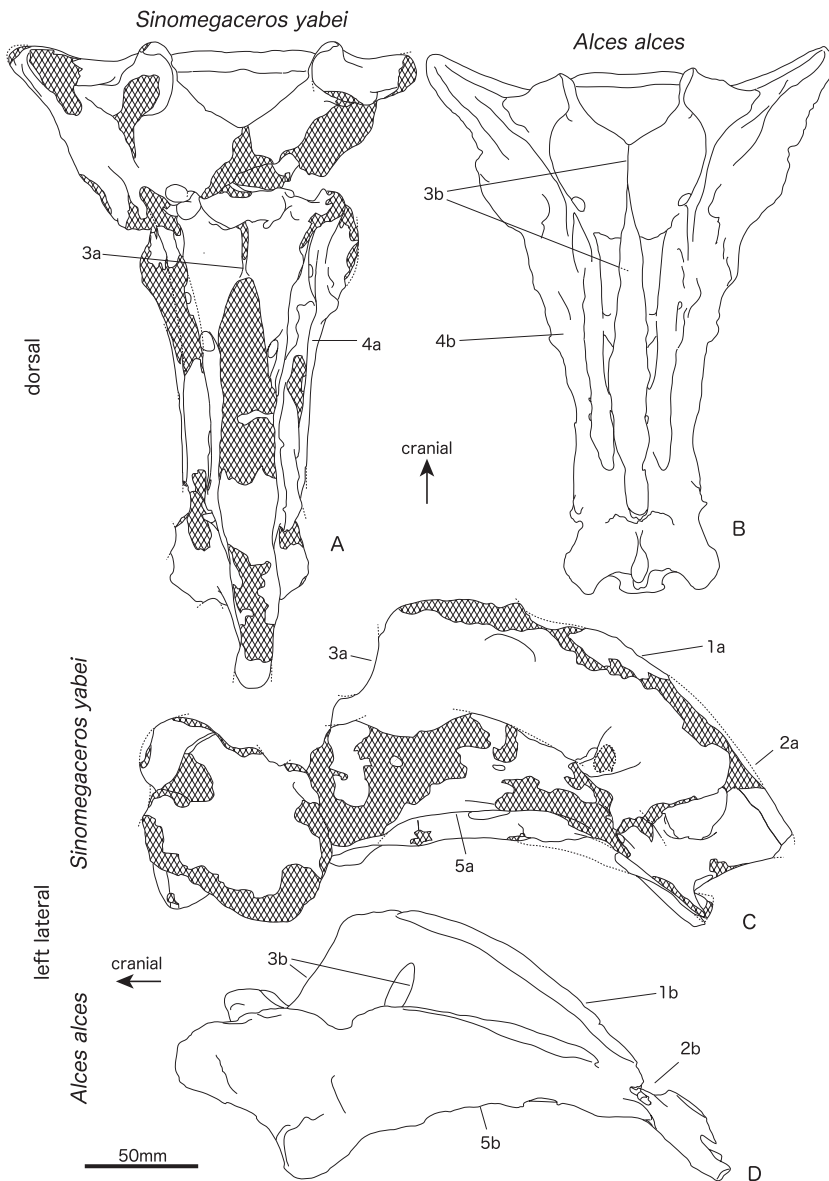 Sinomegaceros yabei
Alces alces
3b
3a
dorsal
4a
4b
cranial
A
B
Sinomegaceros yabei
3a
1a
2a
5a
C
left lateral
cranial
3b
1b
Alces alces
2b
5b
50mm
D